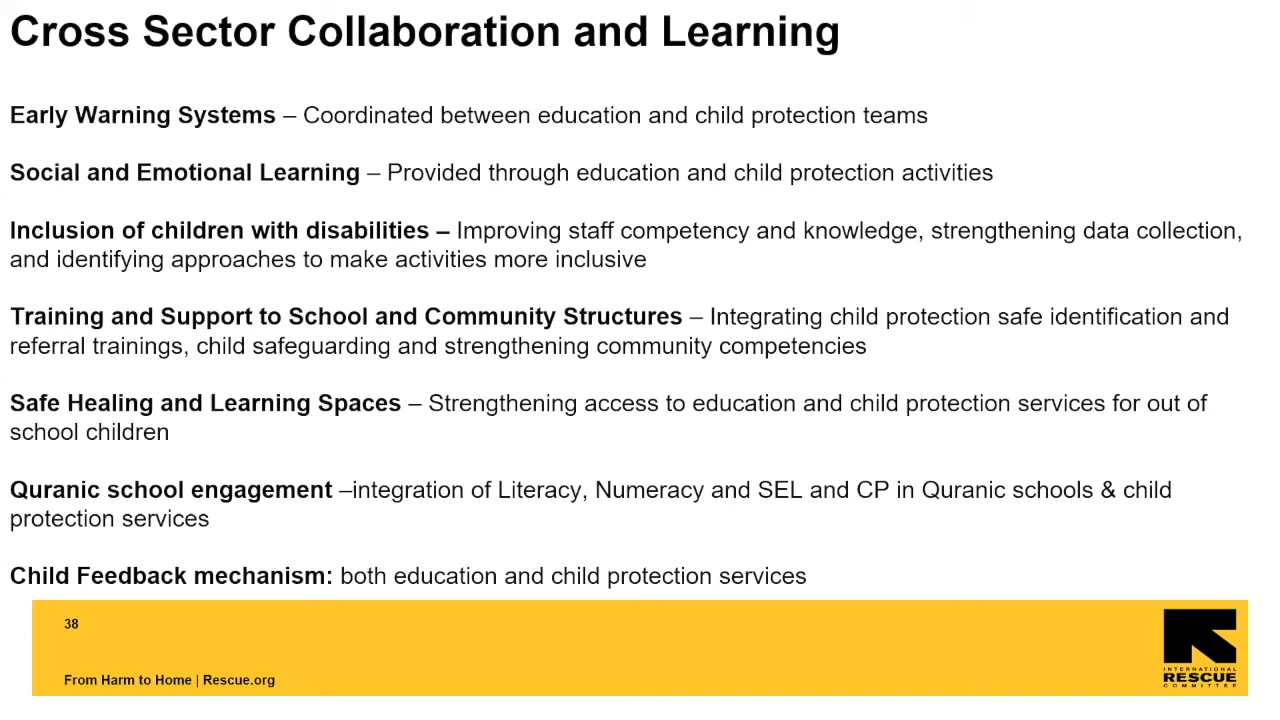 Cross Sector Collaboration and Learning
Early Warning Systems – Coordinated between education and child protection teams
Social and Emotional Learning – Provided through education and child protection activities
Inclusion of children with disabilities – Improving staff competency and knowledge, strengthening data collection,
and identifying approaches to make activities more inclusive
Training and Support to School and Community Structures – Integrating child protection safe identification and
referral trainings, child safeguarding and strengthening community competencies
Safe Healing and Learning Spaces – Strengthening access to education and child protection services for out of
school children
Quranic school engagement –integration of Literacy, Numeracy and SEL and CP in Quranic schools & child
protection services
Child Feedback mechanism: both education and child protection services
38
From Harm to Home | Rescue.org
INTERNATIONAL
RESCUE
COMMITTEE